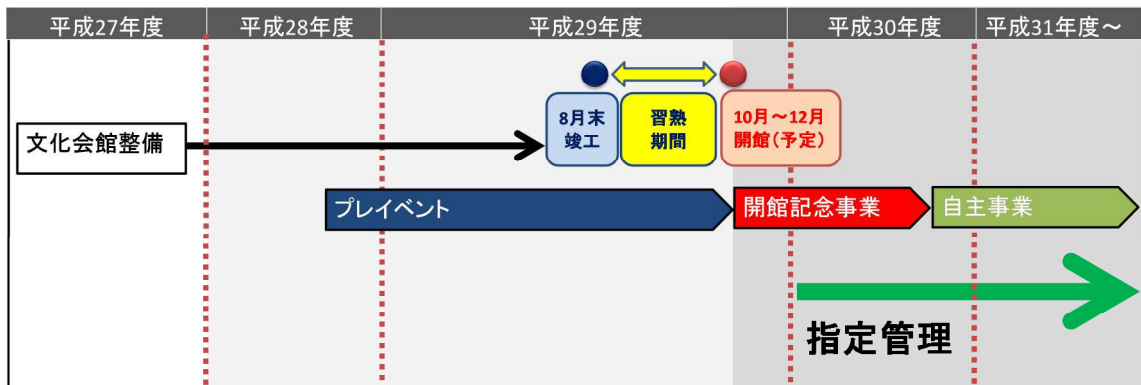 平成27年度
平成28年度
平成29年度
平成30年度
平成31年度～
文化会館整備
8月末
竣工
習熟
期間
10月～12月
開館（予定）
プレイベント
開館記念事業
自主事業
指定管理